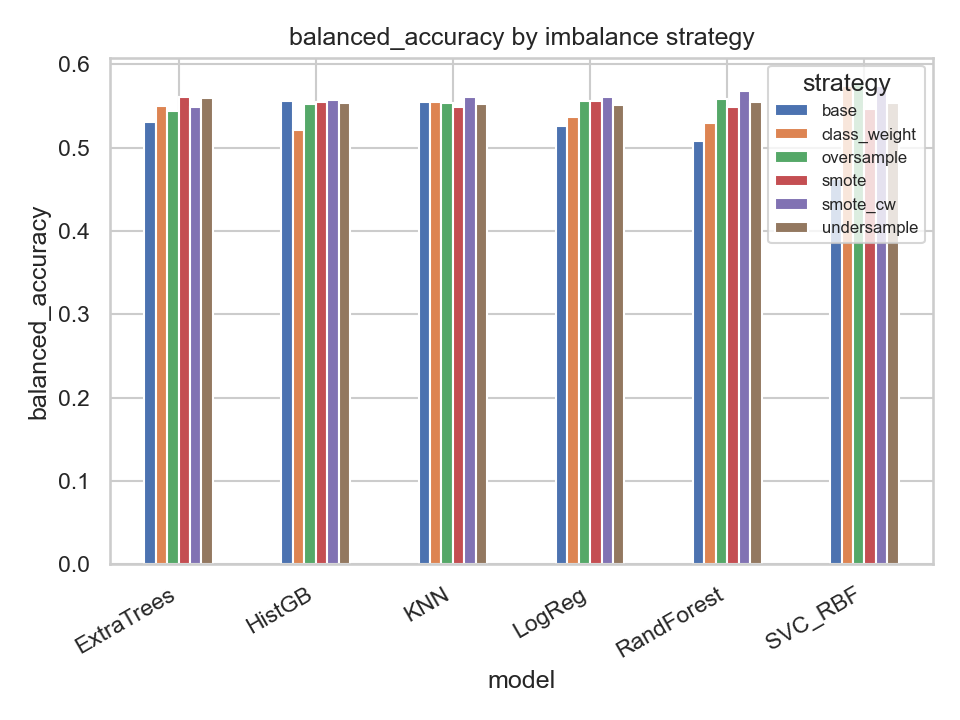 balanced_accuracy by imbalance strategy
balanced_accuracy
0.6
0.5
0.4
0.3
0.2
0.1
0.0
strategy
base
class_weight
oversample
smote
smote_cw
undersample
ExtraTrees
HistGB
KNN
LogReg
RandForest
SVC_RBF
model